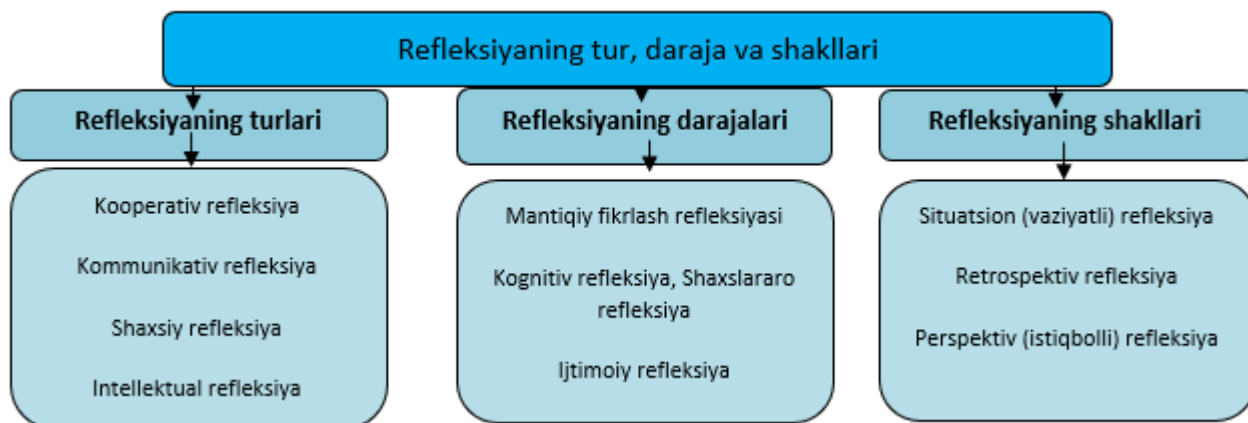 Refleksiyaning tur, daraja va shakllari
Refleksiyaning turlari
Kooperativ refleksiya
Kommunikativ refleksiya
Shaxsiy refleksiya
Intellektual refleksiya
Refleksiyaning darajalari
Mantiqiy fikrlash refleksiyasi
Kognitiv refleksiya, Shaxslararo
refleksiya
Ijtimoiy refleksiya
Refleksiyaning shakllari
Situatsion (vaziyatli) refleksiya
Retrospektiv refleksiya
Perspektiv (istiqbolli) refleksiya